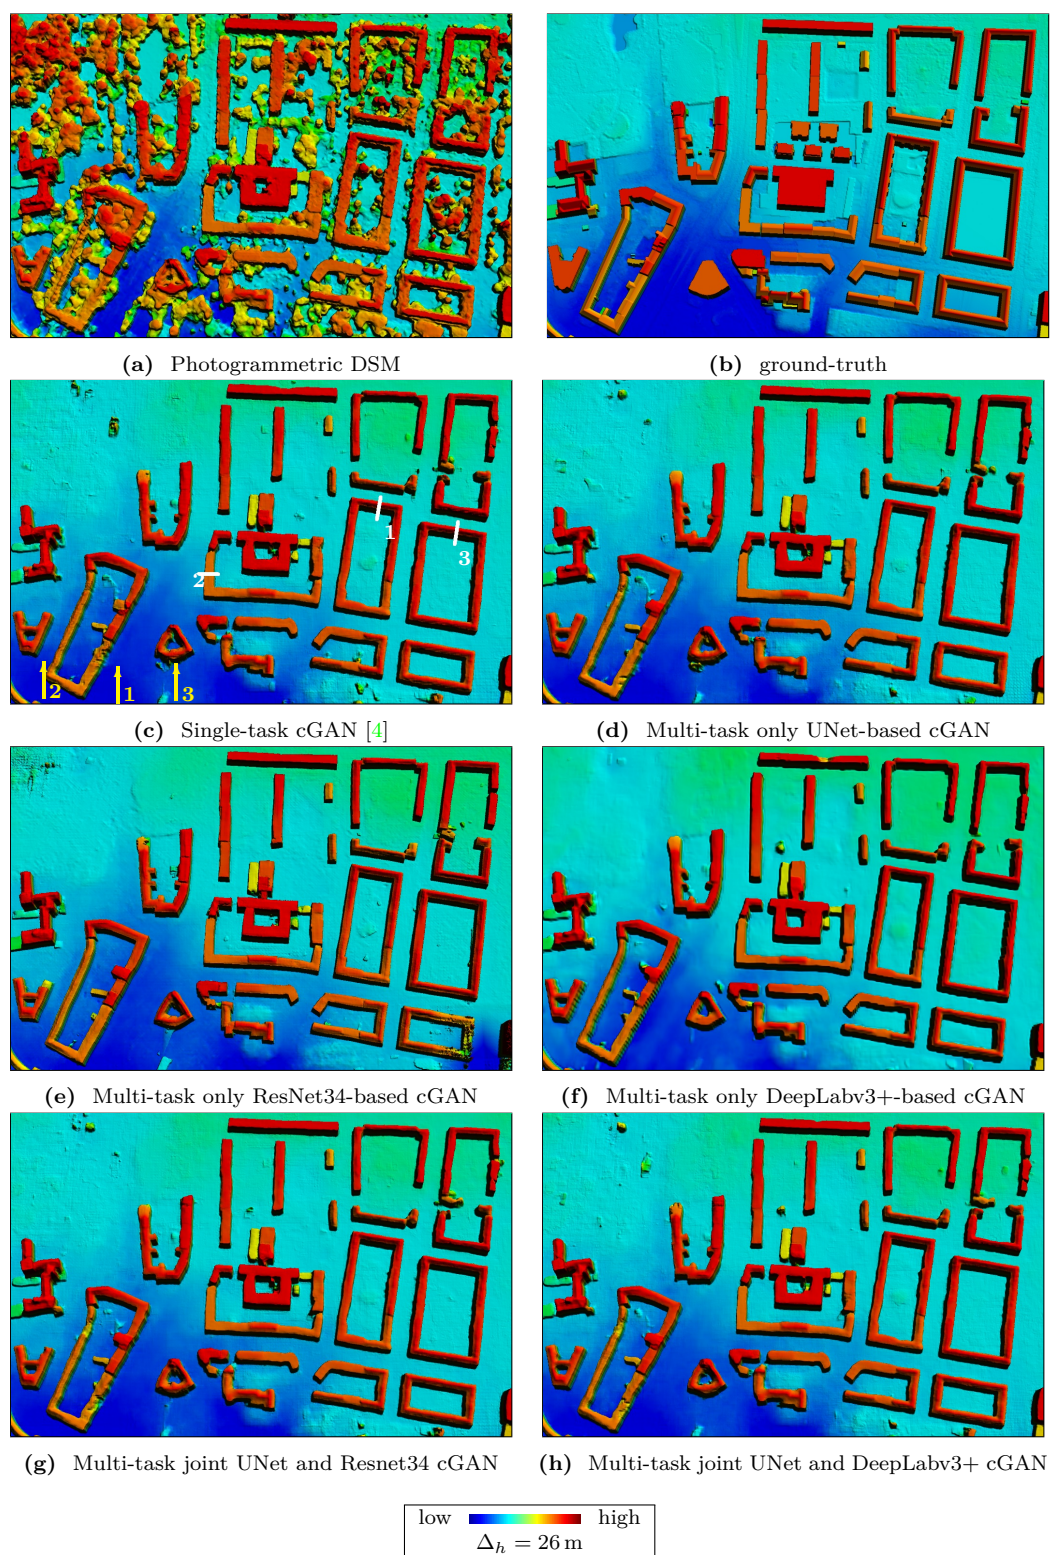 (a) Photogrammetric DSM
(b) ground-truth
1
2
3
2
1
3
(c) Single-task cGAN [4]
(d) Multi-task only UNet-based cGAN
(e) Multi-task only ResNet34-based cGAN
(f) Multi-task only DeepLabv3+-based cGAN
(g) Multi-task joint UNet and Resnet34 cGAN
(h) Multi-task joint UNet and DeepLabv3+ cGAN
low high
Δh = 26 m